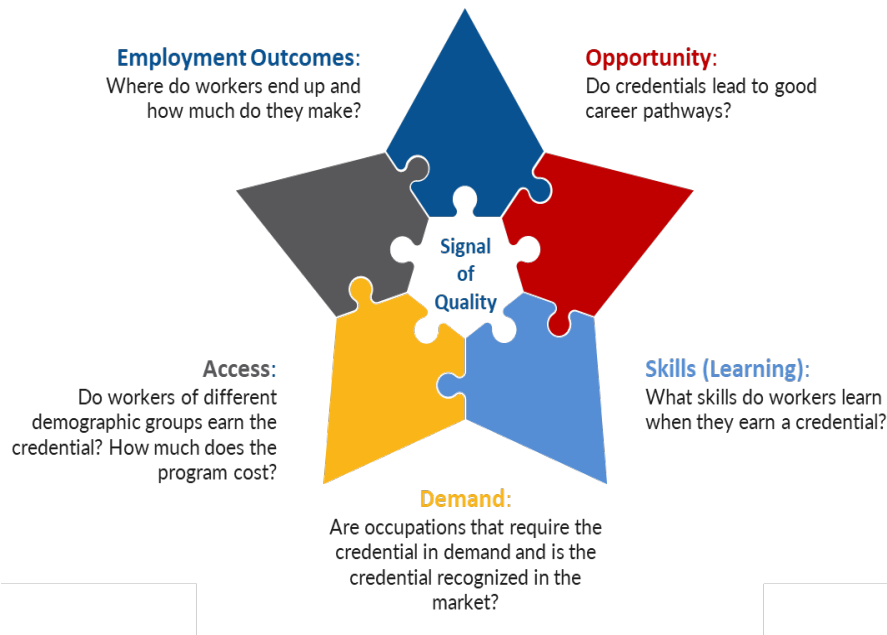 Employment Outcomes:
Where do workers end up and
how much do they make?
Opportunity:
Do credentials lead to good
career pathways?
Signal
of
Quality
Access:
Do workers of different
demographic groups earn the
credential? How much does the
program cost?
Skills (Learning):
What skills do workers learn
when they earn a credential?
Demand:
Are occupations that require the
credential in demand and is the
credential recognized in the
market?